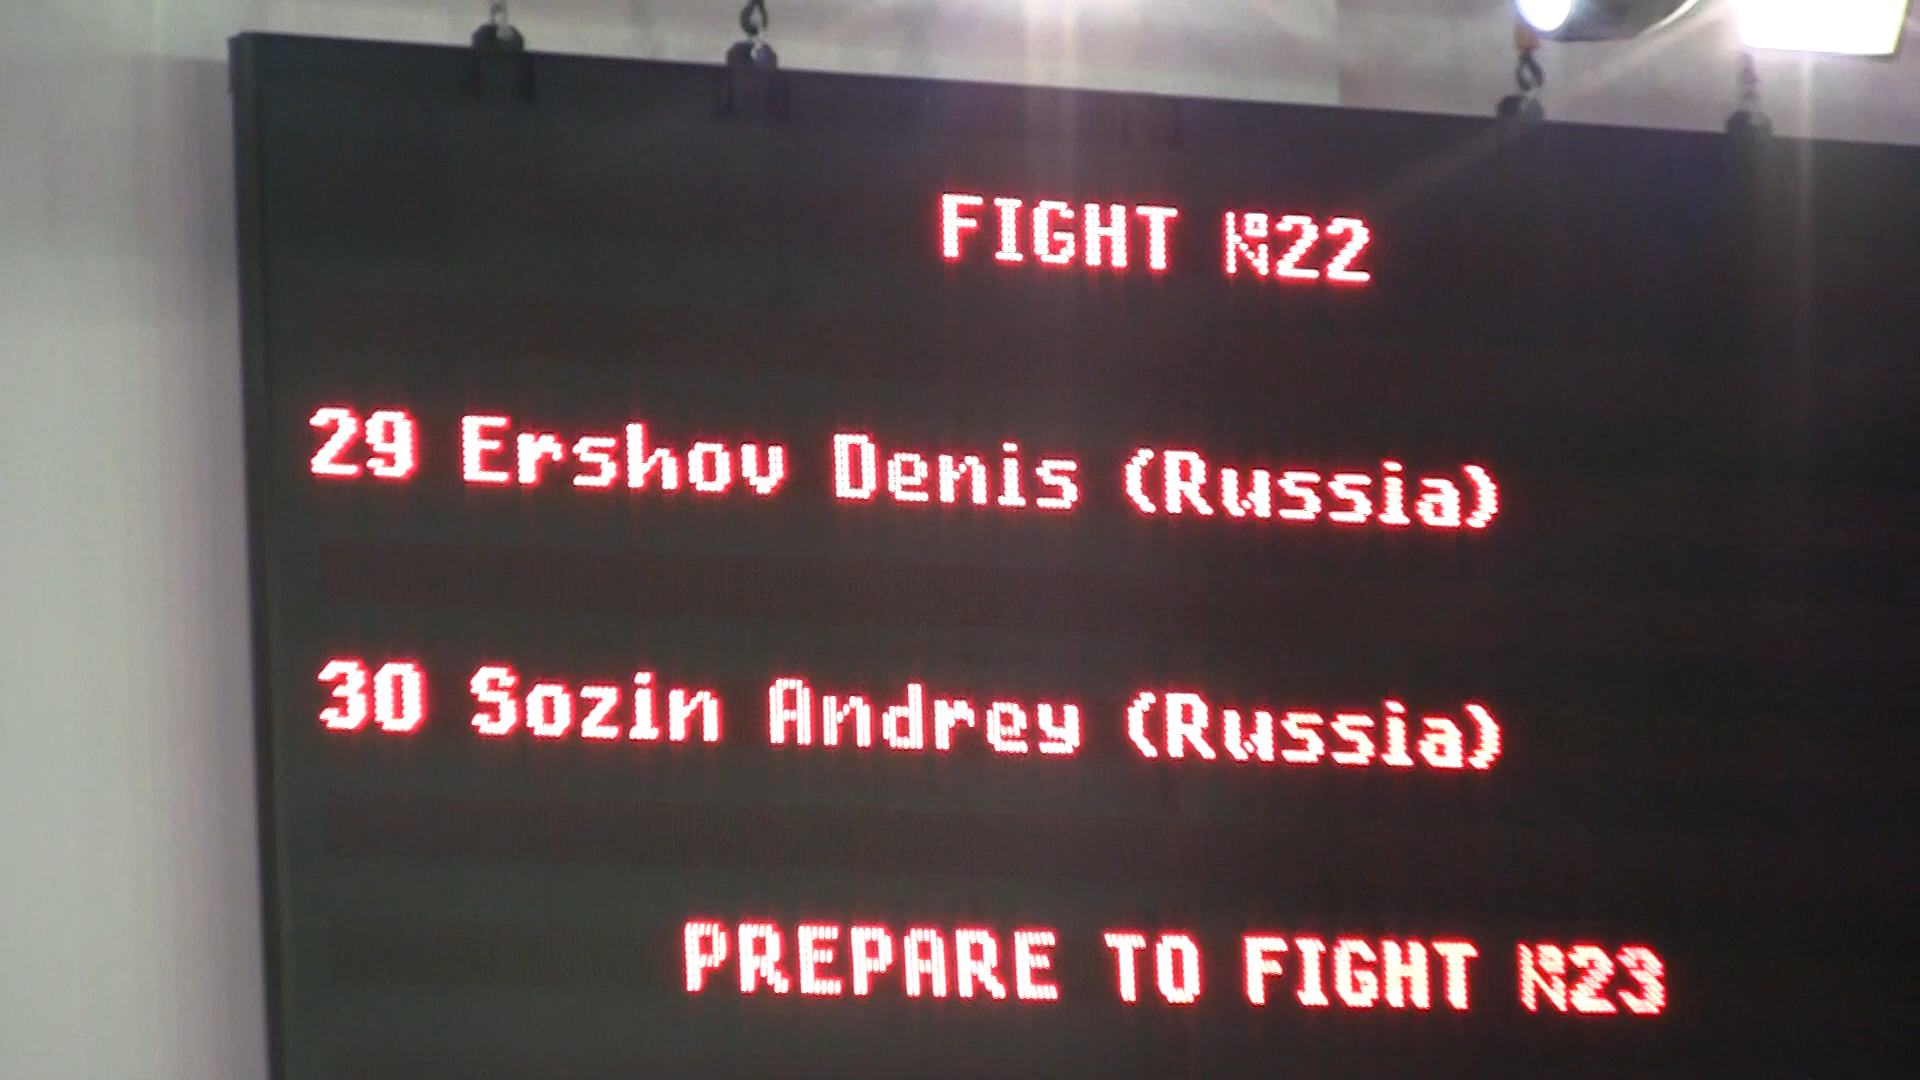 FIGHT №22
29 Ershov Denis (Russia)
30 Sozin Andrey (Russia)
PREPARE TO FIGHT №23